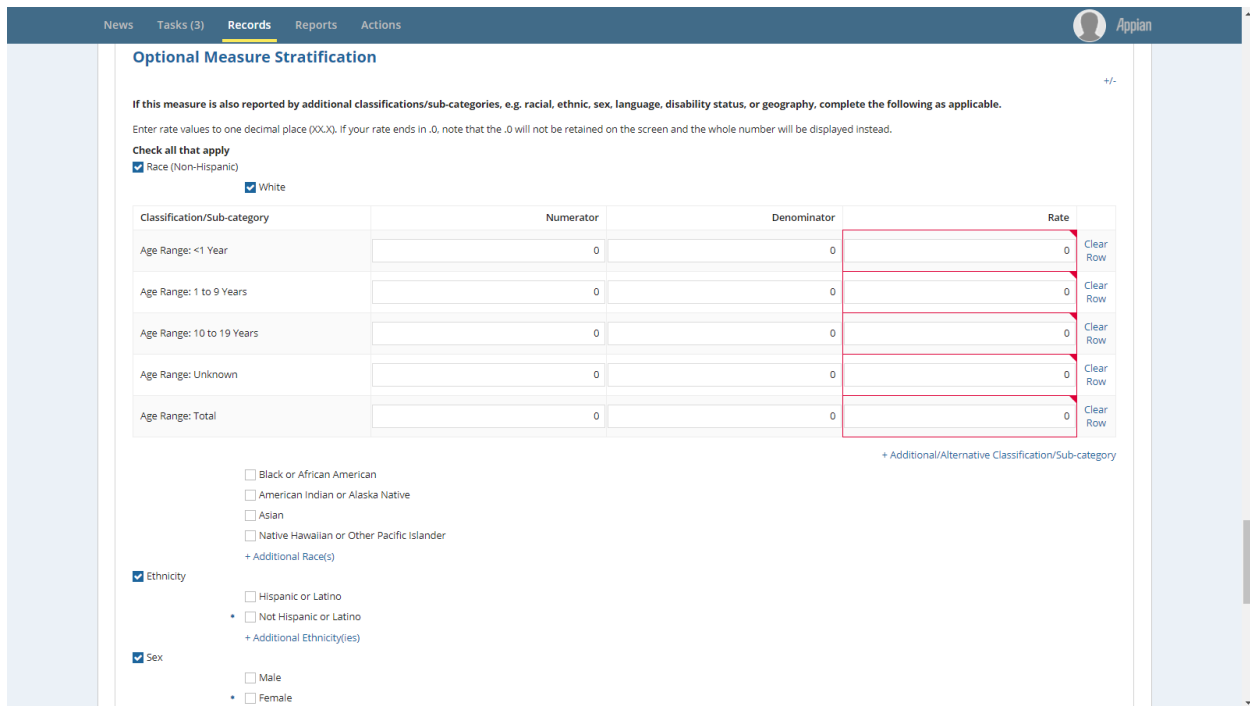 News Tasks (3) Records Reports Actions Appian
Optional Measure Stratification
+/-
If this measure is also reported by additional classifications/sub-categories, e.g. racial, ethnic, sex, language, disability status, or geography, complete the following as applicable.
Enter rate values to one decimal place (XX.X). If your rate ends in .0, note that the .0 will not be retained on the screen and the whole number will be displayed instead.
Check all that apply
Race (Non-Hispanic)
White
Classification/Sub-category Numerator Denominator Rate
Age Range: <1 Year 0 0 0 Clear Row
Age Range: 1 to 9 Years 0 0 0 Clear Row
Age Range: 10 to 19 Years 0 0 0 Clear Row
Age Range: Unknown 0 0 0 Clear Row
Age Range: Total 0 0 0 Clear Row
+ Additional/Alternative Classification/Sub-category
Black or African American
American Indian or Alaska Native
Asian
Native Hawaiian or Other Pacific Islander
+ Additional Race(s)
Ethnicity
Hispanic or Latino
• Not Hispanic or Latino
+ Additional Ethnicity(ies)
Sex
Male
• Female